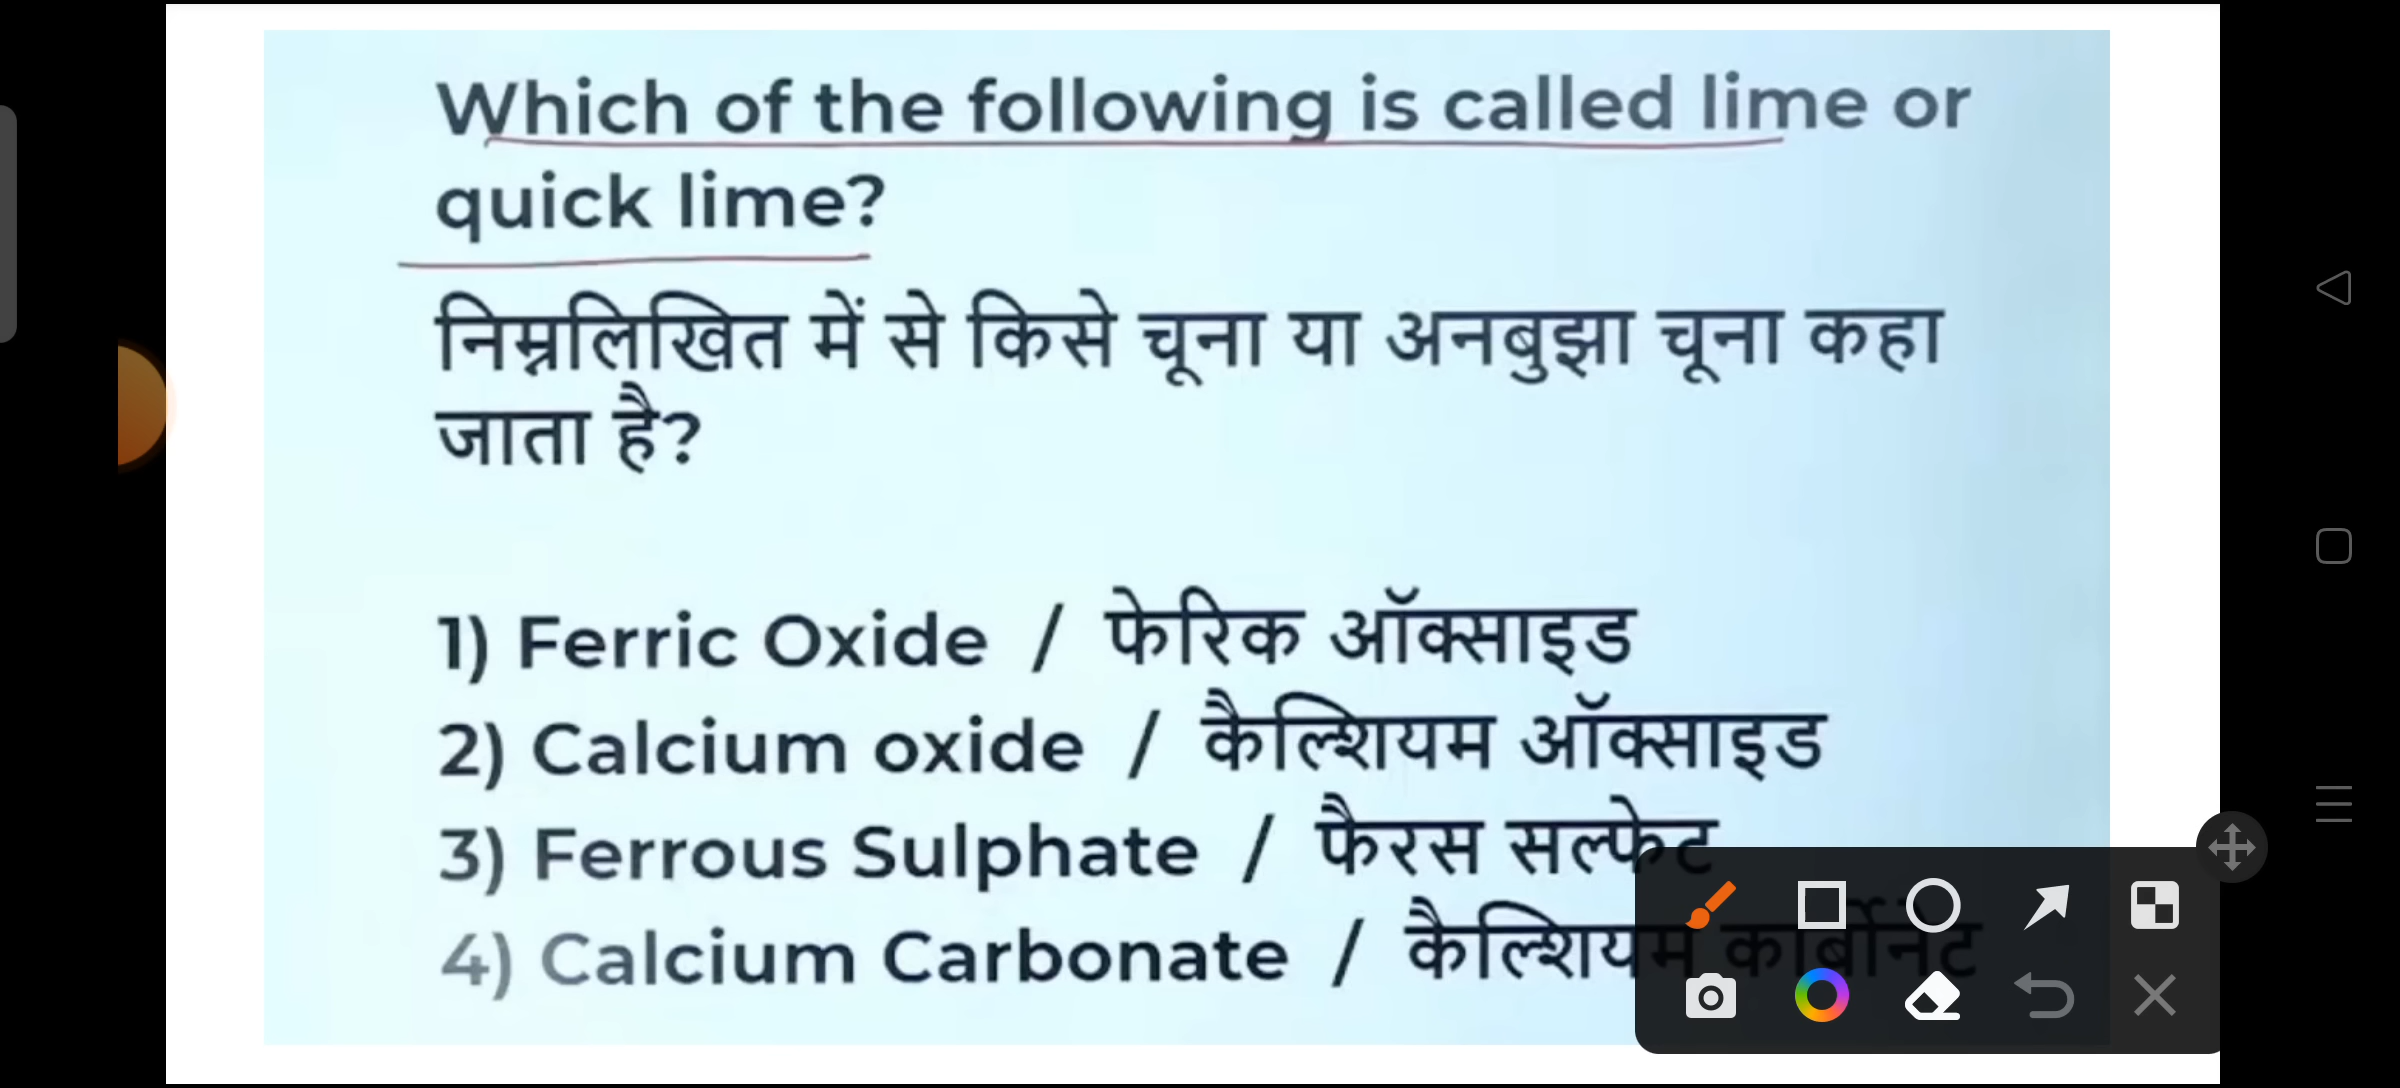 Which of the following is called lime or
quick lime?
निम्नलिखित में से किसे चूना या अनबुझा चूना कहा
जाता है?
1) Ferric Oxide / फेरिक ऑक्साइड
2) Calcium oxide / कैल्शियम ऑक्साइड
3) Ferrous Sulphate / फैरस सल्फेट
4) Calcium Carbonate / कैल्शियम कार्बोनेट